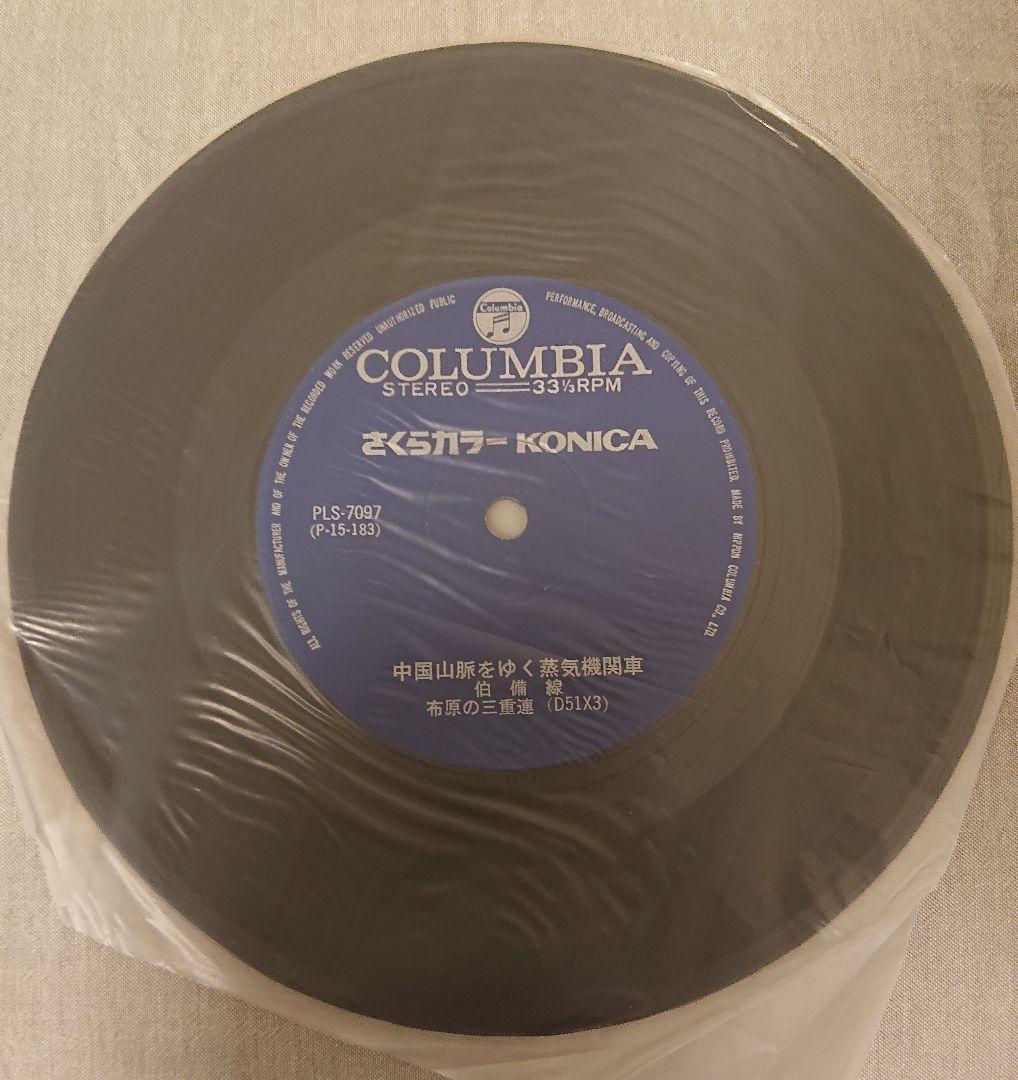 Columbia
COLUMBIA
STEREO 33⅓RPM
さくらカラー KONICA
PLS-7097
(P-15-183)
中国山脈をゆく蒸気機関車
伯備線
布原の三重連 (D51X3)
ALL RIGHTS OF THE MANUFACTURER AND OF THE OWNER OF THE RECORDED WORK RESERVED UNAUTHORIZED PUBLIC PERFORMANCE, BROADCASTING AND COPYING OF THIS RECORD PROHIBITED. MADE BY NIPPON COLUMBIA CO., LTD.